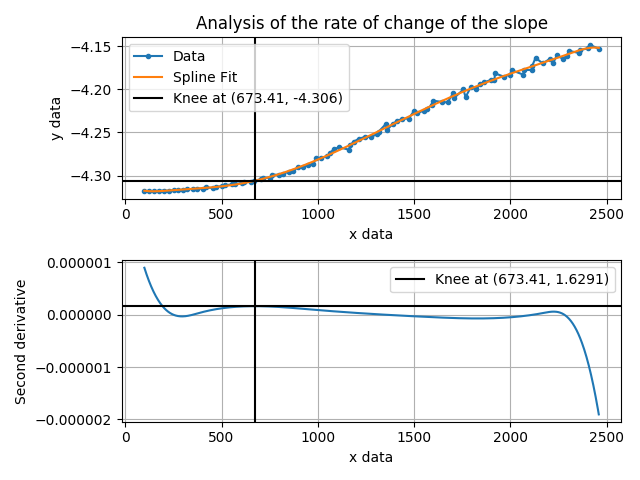 Analysis of the rate of change of the slope
−4.15
−4.20
−4.25
−4.30
y data
Data
Spline Fit
Knee at (673.41, -4.306)
0
500
1000
1500
2000
2500
x data
0.000001
0.000000
−0.000001
−0.000002
Second derivative
Knee at (673.41, 1.6291)
0
500
1000
1500
2000
2500
x data